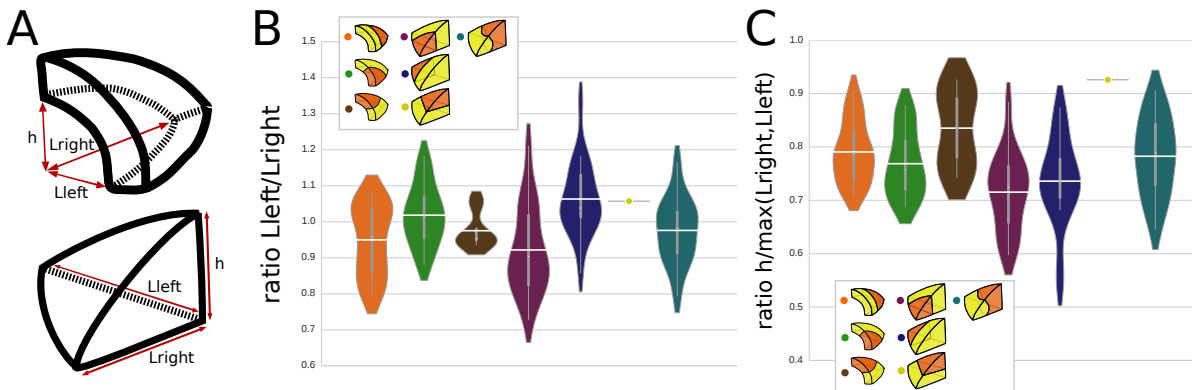 A
h
Lright
Lleft
Lleft
h
Lright
B
ratio Lleft/Lright
1.5
1.4
1.3
1.2
1.1
1.0
0.9
0.8
0.7
0.6
C
ratio h/max(Lright,Lleft)
1.0
0.9
0.8
0.7
0.6
0.5
0.4